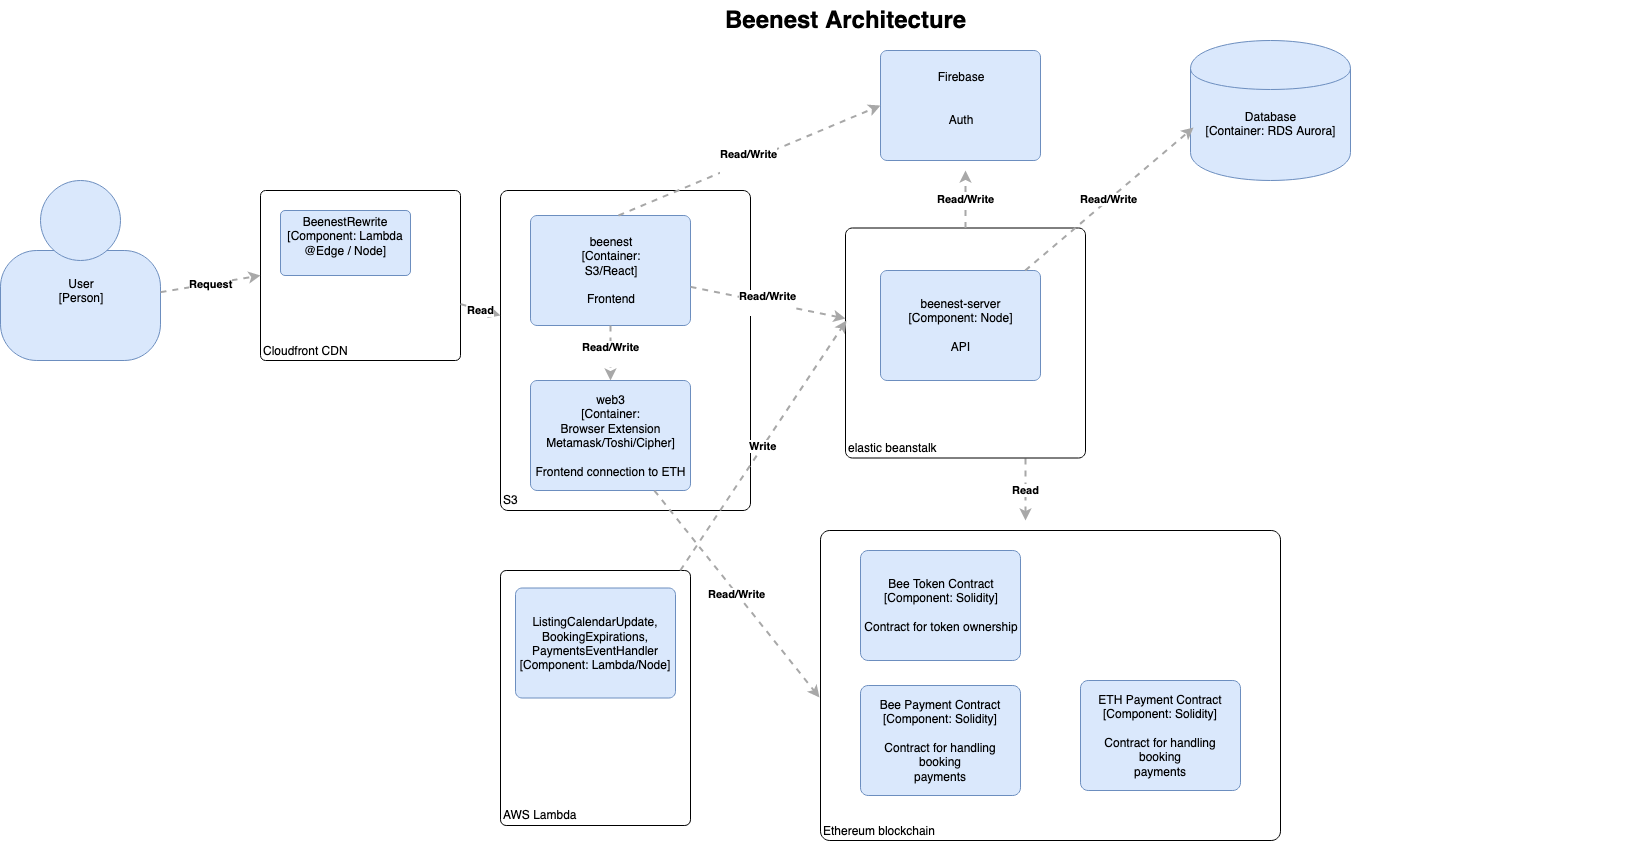 Beenest Architecture
Firebase
Auth
Database
[Container: RDS Aurora]
Read/Write
Read/Write
Read/Write
User
[Person]
Request
BeenestRewrite
[Component: Lambda
@Edge / Node]
Cloudfront CDN
Read
beenest
[Container:
S3/React]
Frontend
Read/Write
Read/Write
web3
[Container:
Browser Extension
Metamask/Toshi/Cipher]
Frontend connection to ETH
S3
Write
beenest-server
[Component: Node]
API
elastic beanstalk
Read
Read/Write
ListingCalendarUpdate,
BookingExpirations,
PaymentsEventHandler
[Component: Lambda/Node]
AWS Lambda
Bee Token Contract
[Component: Solidity]
Contract for token ownership
Bee Payment Contract
[Component: Solidity]
Contract for handling
booking
payments
ETH Payment Contract
[Component: Solidity]
Contract for handling
booking
payments
Ethereum blockchain